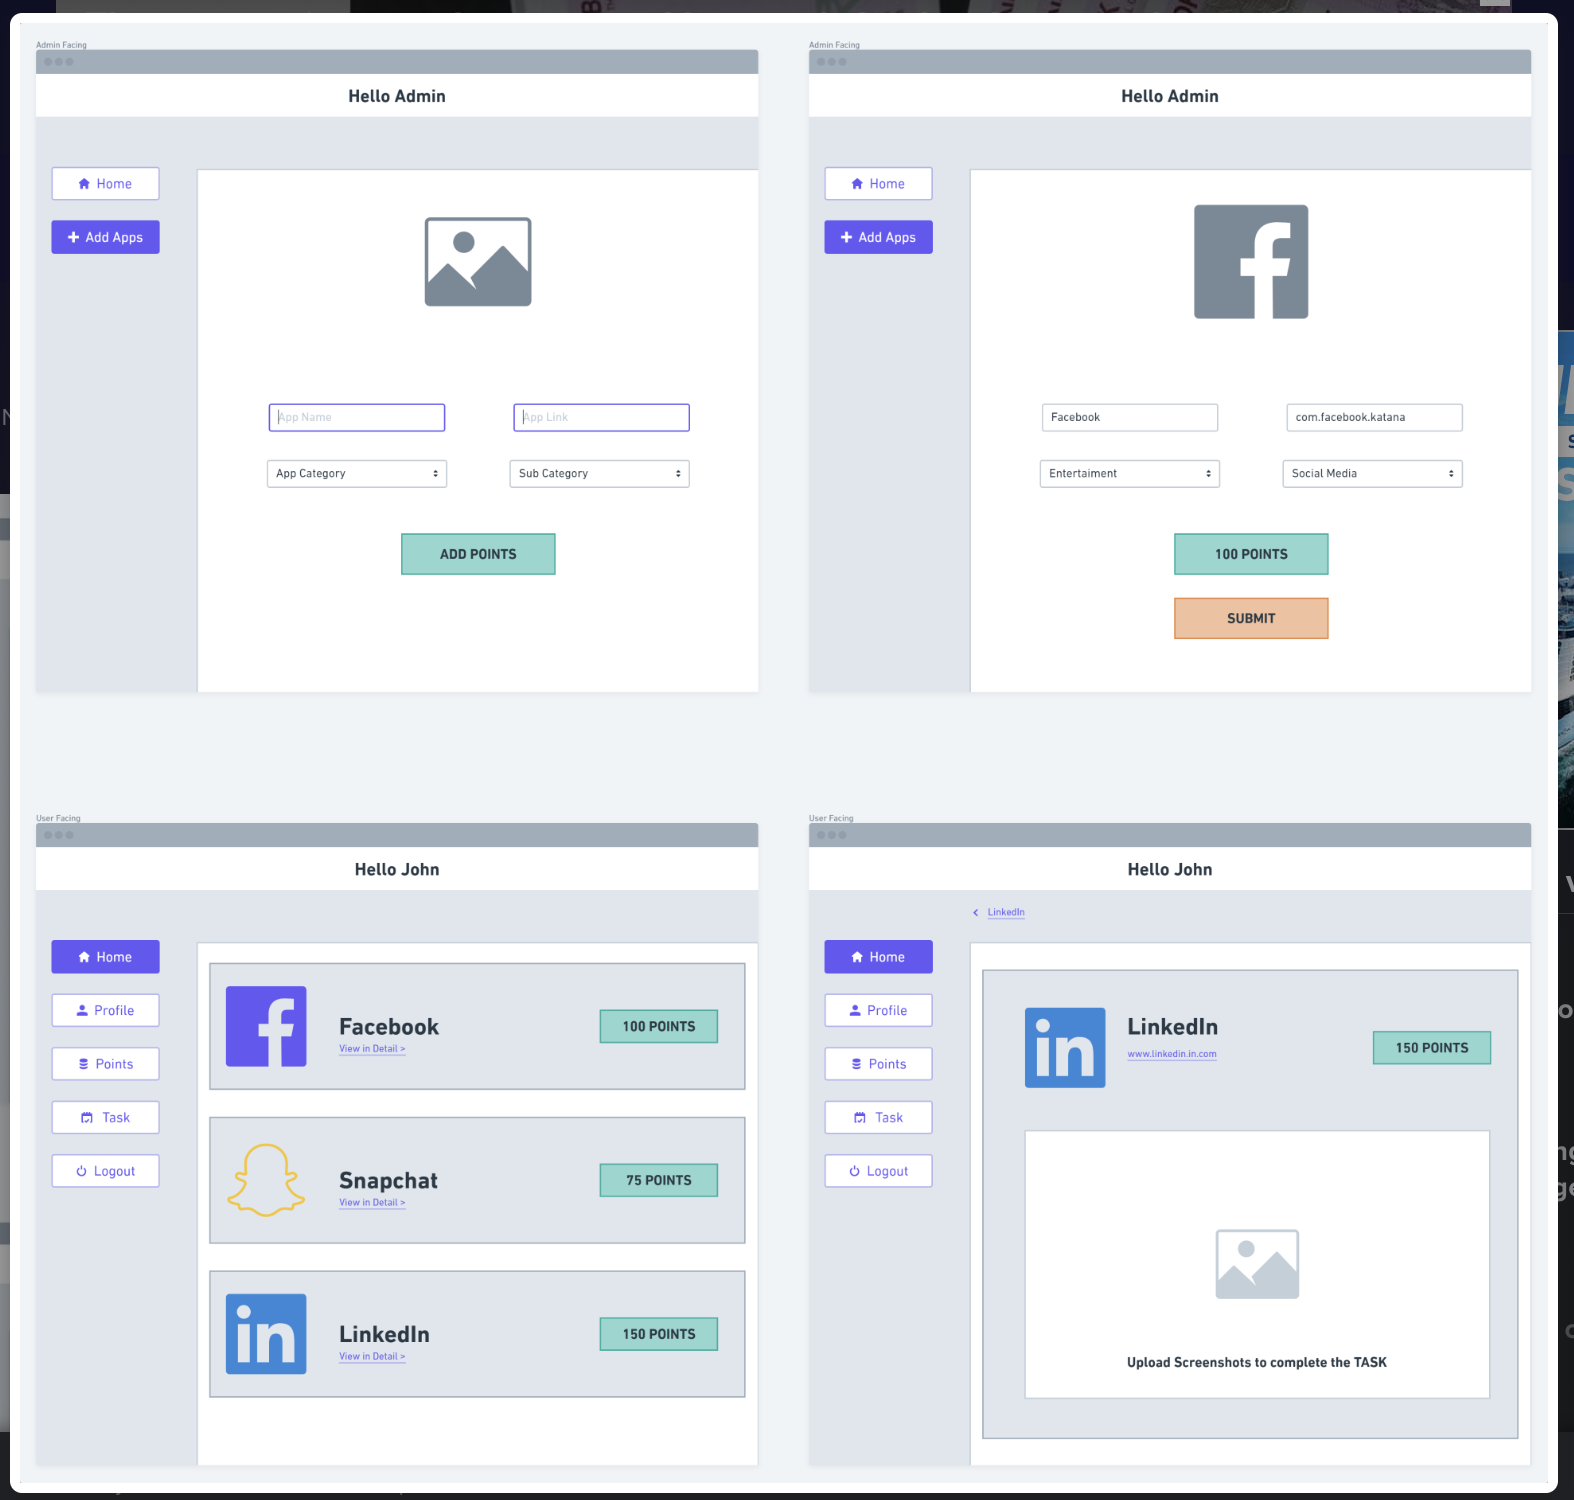 Admin Facing
Hello Admin
Home
Add Apps
App Name
App Link
App Category
Sub Category
ADD POINTS
Admin Facing
Hello Admin
Home
Add Apps
Facebook
com.facebook.katana
Entertaiment
Social Media
100 POINTS
SUBMIT
User Facing
Hello John
Home
Profile
Points
Task
Logout
Facebook
View in Detail >
100 POINTS
Snapchat
View in Detail >
75 POINTS
LinkedIn
View in Detail >
150 POINTS
User Facing
Hello John
< LinkedIn
Home
Profile
Points
Task
Logout
LinkedIn
www.linkedin.in.com
150 POINTS
Upload Screenshots to complete the TASK